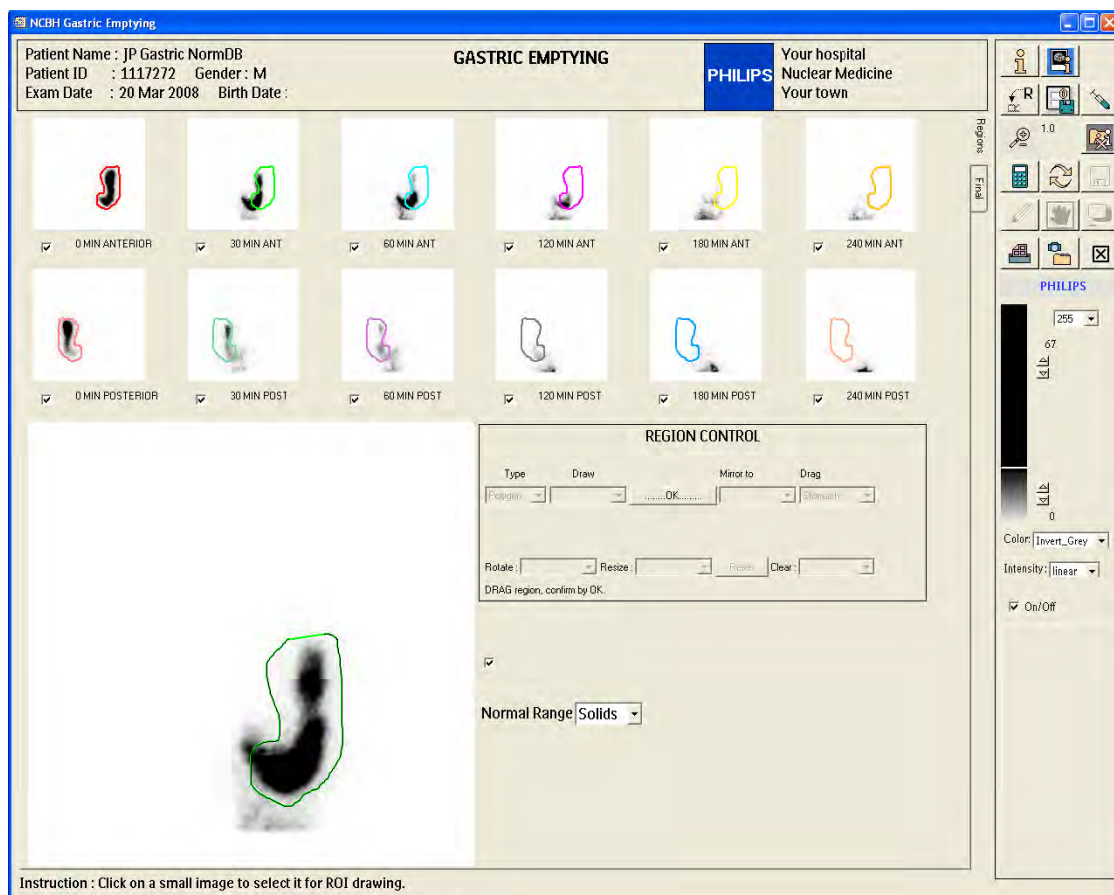 NCBH Gastric Emptying
Patient Name : JP Gastric NormDB
Patient ID : 1117272 Gender : M
Exam Date : 20 Mar 2008 Birth Date :
GASTRIC EMPTYING
PHILIPS
Your hospital
Nuclear Medicine
Your town
Regions
Final
0 MIN ANTERIOR
30 MIN ANT
60 MIN ANT
120 MIN ANT
180 MIN ANT
240 MIN ANT
0 MIN POSTERIOR
30 MIN POST
60 MIN POST
120 MIN POST
180 MIN POST
240 MIN POST
REGION CONTROL
Type Draw Mirror to Drag
Polygon ........OK........ Stomach
Rotate : Resize : Reset Clear :
DRAG region, confirm by OK.
Normal Range Solids
R
1.0
PHILIPS
255
67
0
Color: Invert_Grey
Intensity: linear
On/Off
Instruction : Click on a small image to select it for ROI drawing.